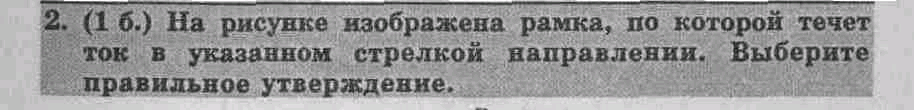 2. (1 б.) На рисунке изображена рамка, по которой течет
ток в указанном стрелкой направлении. Выберите
правильное утверждение.